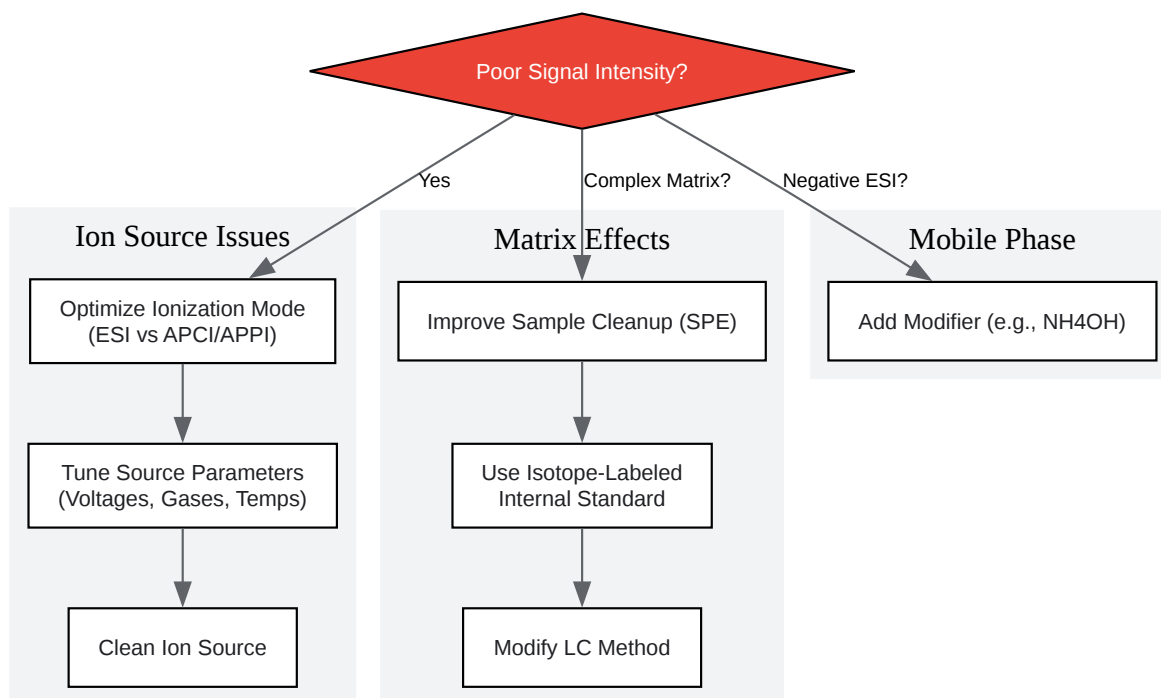 Poor Signal Intensity?
Yes
Complex Matrix?
Negative ESI?
Ion Source Issues
Optimize Ionization Mode
(ESI vs APCI/APPI)
Tune Source Parameters
(Voltages, Gases, Temps)
Clean Ion Source
Matrix Effects
Improve Sample Cleanup (SPE)
Use Isotope-Labeled
Internal Standard
Modify LC Method
Mobile Phase
Add Modifier (e.g., NH4OH)